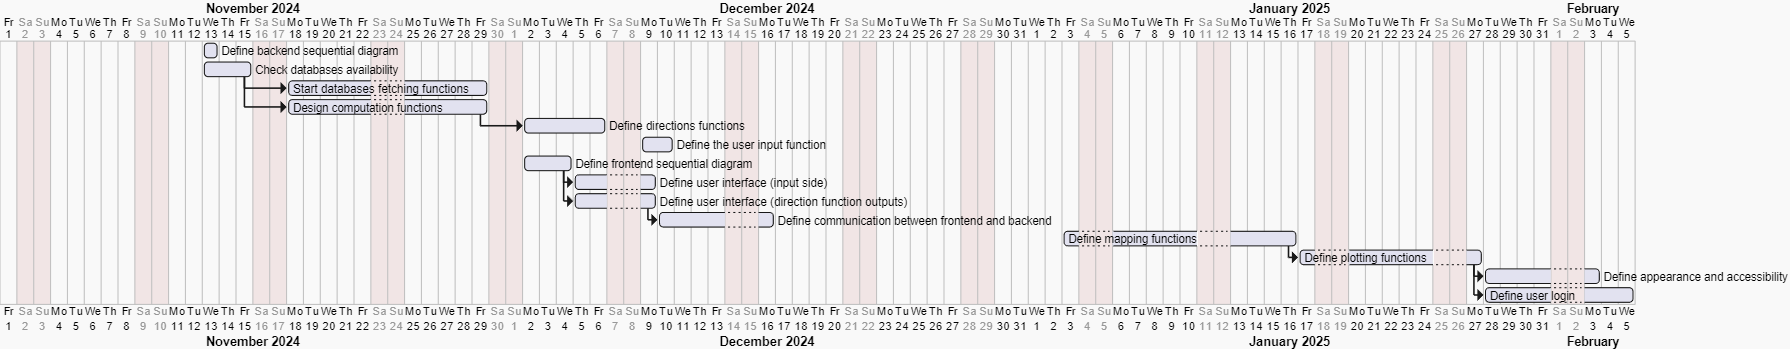 November 2024 December 2024 January 2025 February
Fr Sa Su Mo Tu We Th Fr Sa Su Mo Tu We Th Fr Sa Su Mo Tu We Th Fr Sa Su Mo Tu We Th Fr Sa Su Mo Tu We Th Fr Sa Su Mo Tu We Th Fr Sa Su Mo Tu We Th Fr Sa Su Mo Tu We Th Fr Sa Su Mo Tu We Th Fr Sa Su Mo Tu We Th Fr Sa Su Mo Tu We Th Fr Sa Su Mo Tu We Th Fr Sa Su Mo Tu We Th Fr Sa Su Mo Tu We
1 2 3 4 5 6 7 8 9 10 11 12 13 14 15 16 17 18 19 20 21 22 23 24 25 26 27 28 29 30 1 2 3 4 5 6 7 8 9 10 11 12 13 14 15 16 17 18 19 20 21 22 23 24 25 26 27 28 29 30 31 1 2 3 4 5 6 7 8 9 10 11 12 13 14 15 16 17 18 19 20 21 22 23 24 25 26 27 28 29 30 31 1 2 3 4 5
Define backend sequential diagram
Check databases availability
Start databases fetching functions
Design computation functions
Define directions functions
Define the user input function
Define frontend sequential diagram
Define user interface (input side)
Define user interface (direction function outputs)
Define communication between frontend and backend
Define mapping functions
Define plotting functions
Define appearance and accessibility
Define user login
Fr Sa Su Mo Tu We Th Fr Sa Su Mo Tu We Th Fr Sa Su Mo Tu We Th Fr Sa Su Mo Tu We Th Fr Sa Su Mo Tu We Th Fr Sa Su Mo Tu We Th Fr Sa Su Mo Tu We Th Fr Sa Su Mo Tu We Th Fr Sa Su Mo Tu We Th Fr Sa Su Mo Tu We Th Fr Sa Su Mo Tu We Th Fr Sa Su Mo Tu We Th Fr Sa Su Mo Tu We Th Fr Sa Su Mo Tu We
1 2 3 4 5 6 7 8 9 10 11 12 13 14 15 16 17 18 19 20 21 22 23 24 25 26 27 28 29 30 1 2 3 4 5 6 7 8 9 10 11 12 13 14 15 16 17 18 19 20 21 22 23 24 25 26 27 28 29 30 31 1 2 3 4 5 6 7 8 9 10 11 12 13 14 15 16 17 18 19 20 21 22 23 24 25 26 27 28 29 30 31 1 2 3 4 5
November 2024 December 2024 January 2025 February